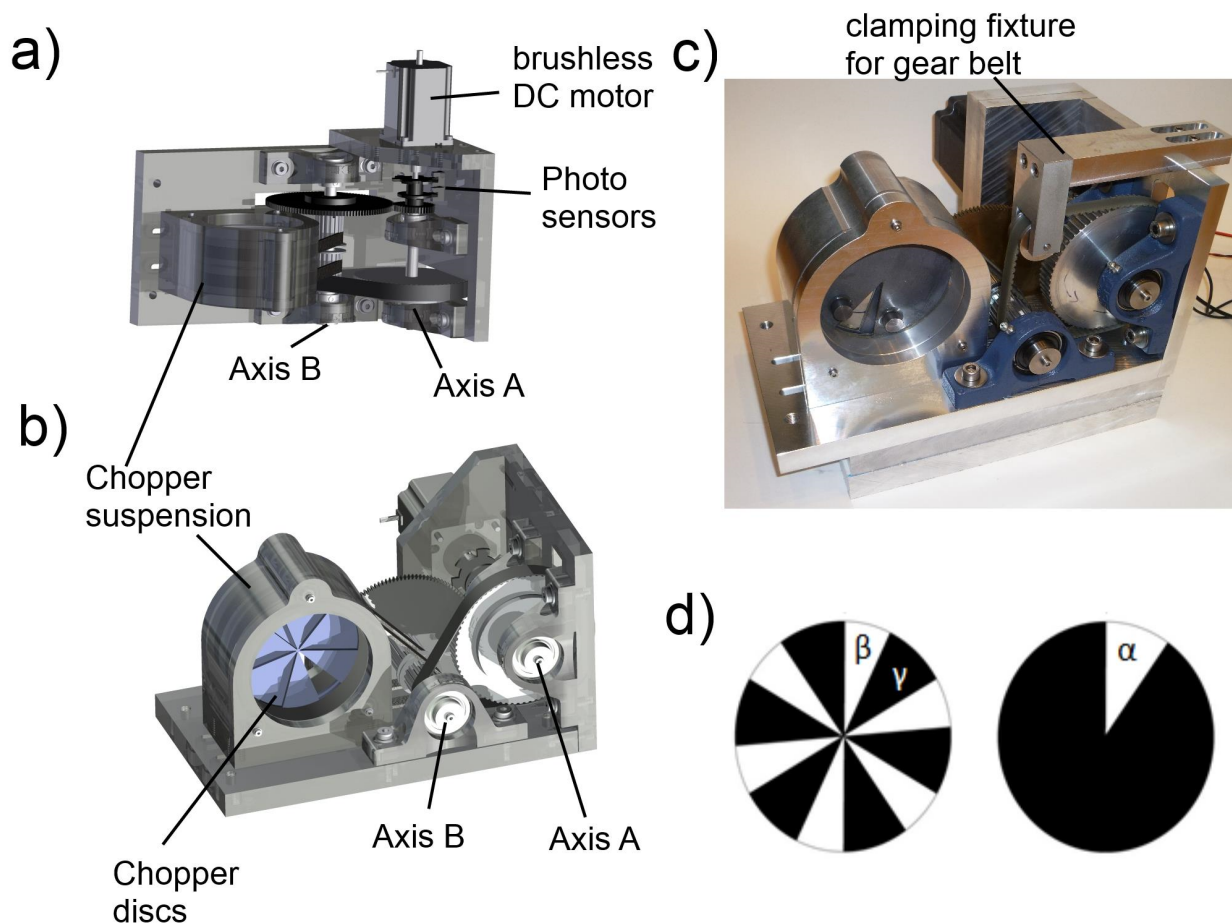 a)
brushless
DC motor
Photo
sensors
Axis B
Axis A
b)
Chopper
suspension
Axis B
Axis A
Chopper
discs
c)
clamping fixture
for gear belt
d)
β
γ
α